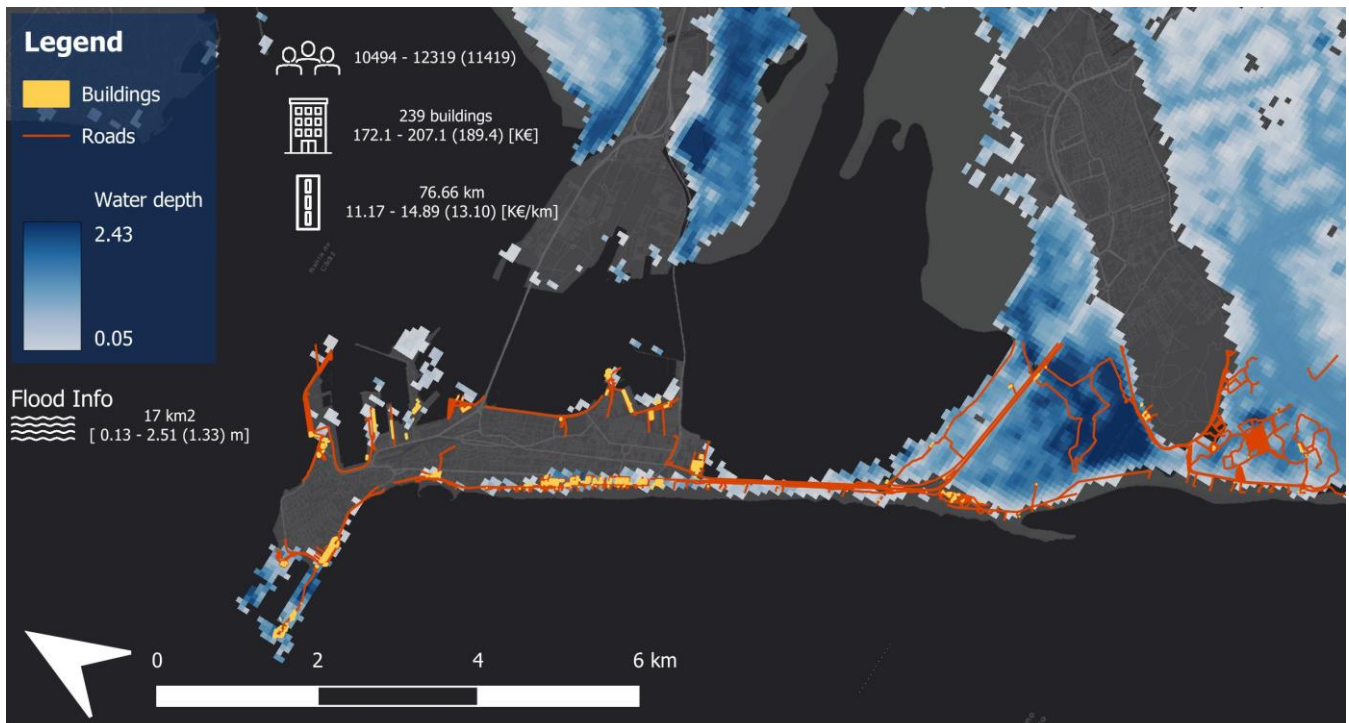 Legend
Buildings
Roads
Water depth
2.43
0.05
10494 - 12319 (11419)
239 buildings
172.1 - 207.1 (189.4) [K€]
76.66 km
11.17 - 14.89 (13.10) [K€/km]
Flood Info
17 km2
[ 0.13 - 2.51 (1.33) m]
0 2 4 6 km